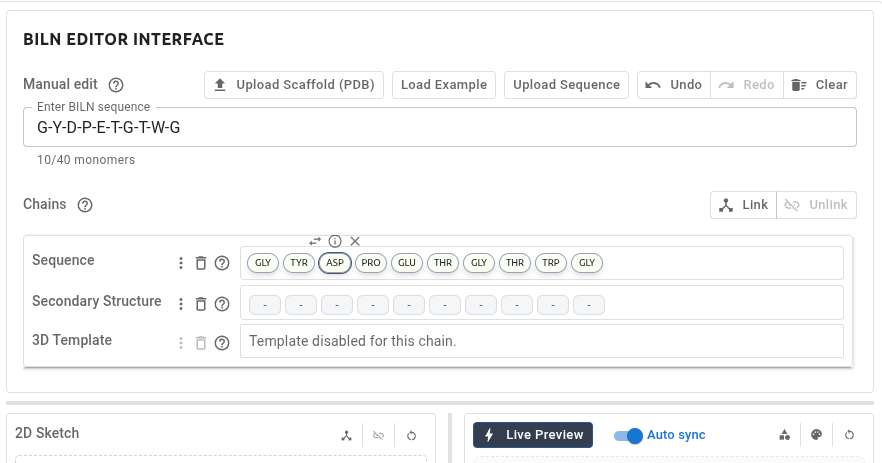 BILN EDITOR INTERFACE
Manual edit Upload Scaffold (PDB) Load Example Upload Sequence Undo Redo Clear
Enter BILN sequence
G-Y-D-P-E-T-G-T-W-G
10/40 monomers
Chains Link Unlink
Sequence GLY TYR ASP PRO GLU THR GLY THR TRP GLY
Secondary Structure - - - - - - - - - -
3D Template Template disabled for this chain.
2D Sketch Live Preview Auto sync